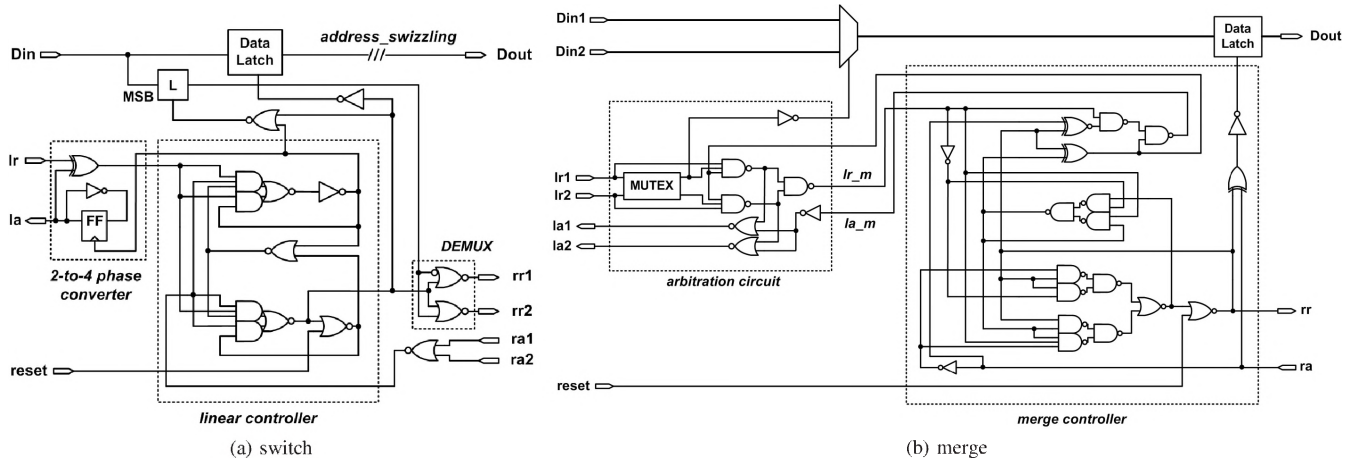 Din
Data
Latch
address_swizzling
Dout
MSB
L
lr
la
FF
2-to-4 phase
converter
DEMUX
rr1
rr2
ra1
ra2
reset
linear controller
(a) switch
Din1
Din2
Data
Latch
Dout
lr1
lr2
MUTEX
la1
la2
lr_m
la_m
arbitration circuit
rr
ra
reset
merge controller
(b) merge